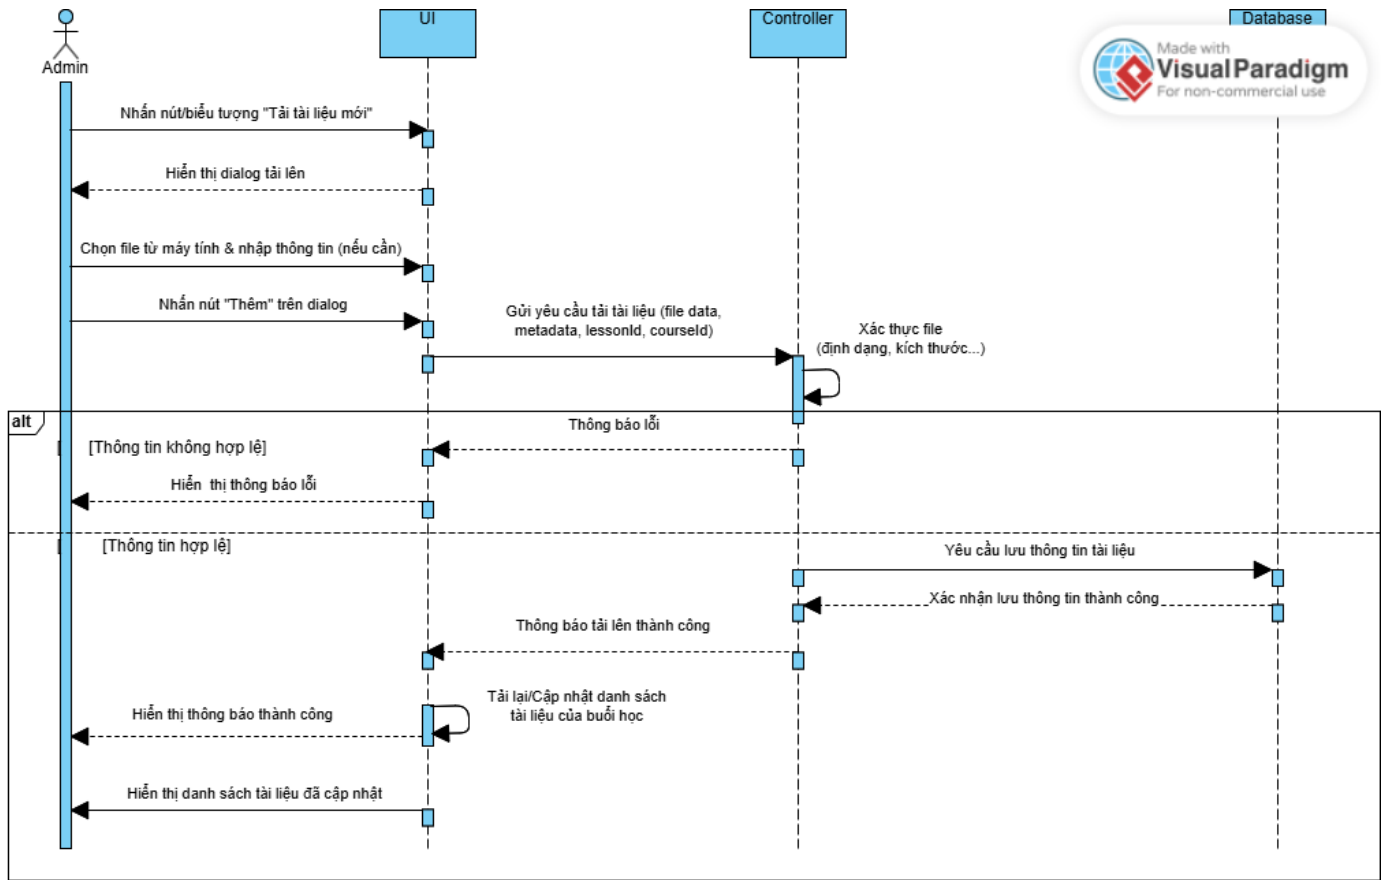 UI
Controller
Database
Made with
Visual Paradigm
For non-commercial use
Admin
Nhấn nút/biểu tượng "Tải tài liệu mới"
Hiển thị dialog tải lên
Chọn file từ máy tính & nhập thông tin (nếu cần)
Nhấn nút "Thêm" trên dialog
Gửi yêu cầu tải tài liệu (file data,
metadata, lessonId, courseId)
Xác thực file
(định dạng, kích thước...)
alt
Thông báo lỗi
[Thông tin không hợp lệ]
Hiển thị thông báo lỗi
[Thông tin hợp lệ]
Yêu cầu lưu thông tin tài liệu
Xác nhận lưu thông tin thành công
Thông báo tải lên thành công
Tải lại/Cập nhật danh sách
tài liệu của buổi học
Hiển thị thông báo thành công
Hiển thị danh sách tài liệu đã cập nhật